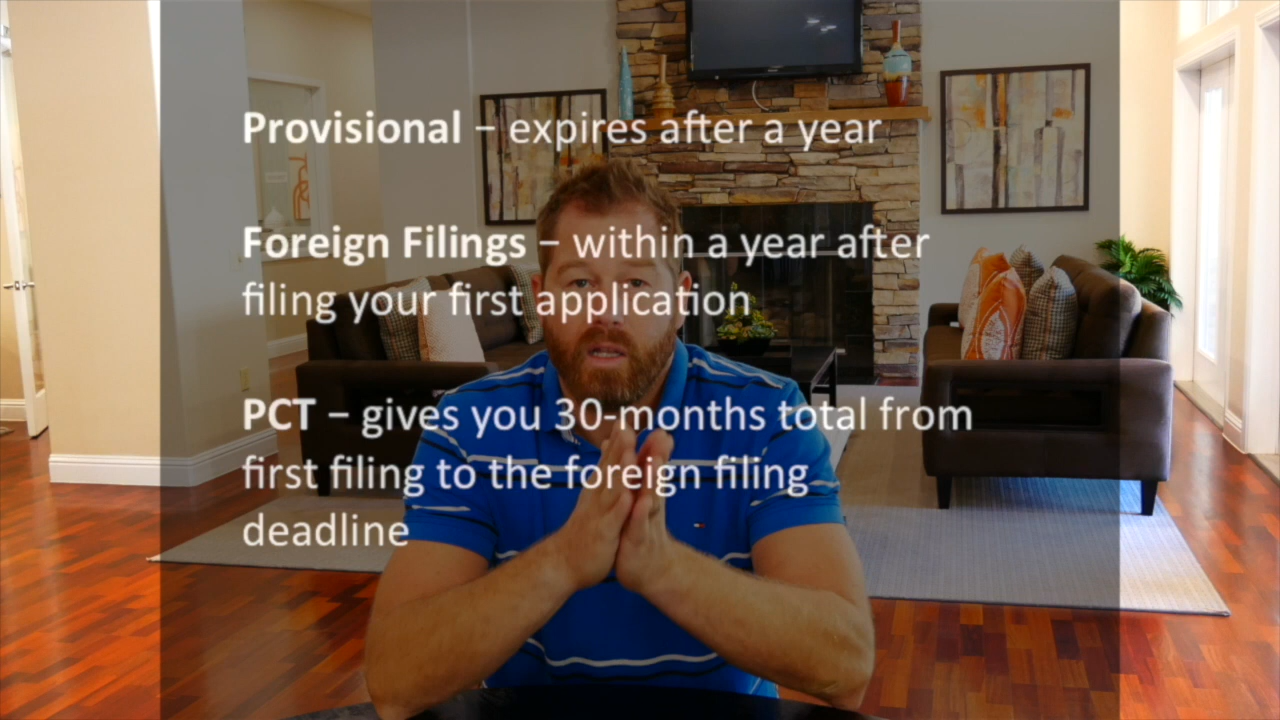 Provisional – expires after a year
Foreign Filings – within a year after
filing your first application
PCT – gives you 30-months total from
first filing to the foreign filing
deadline